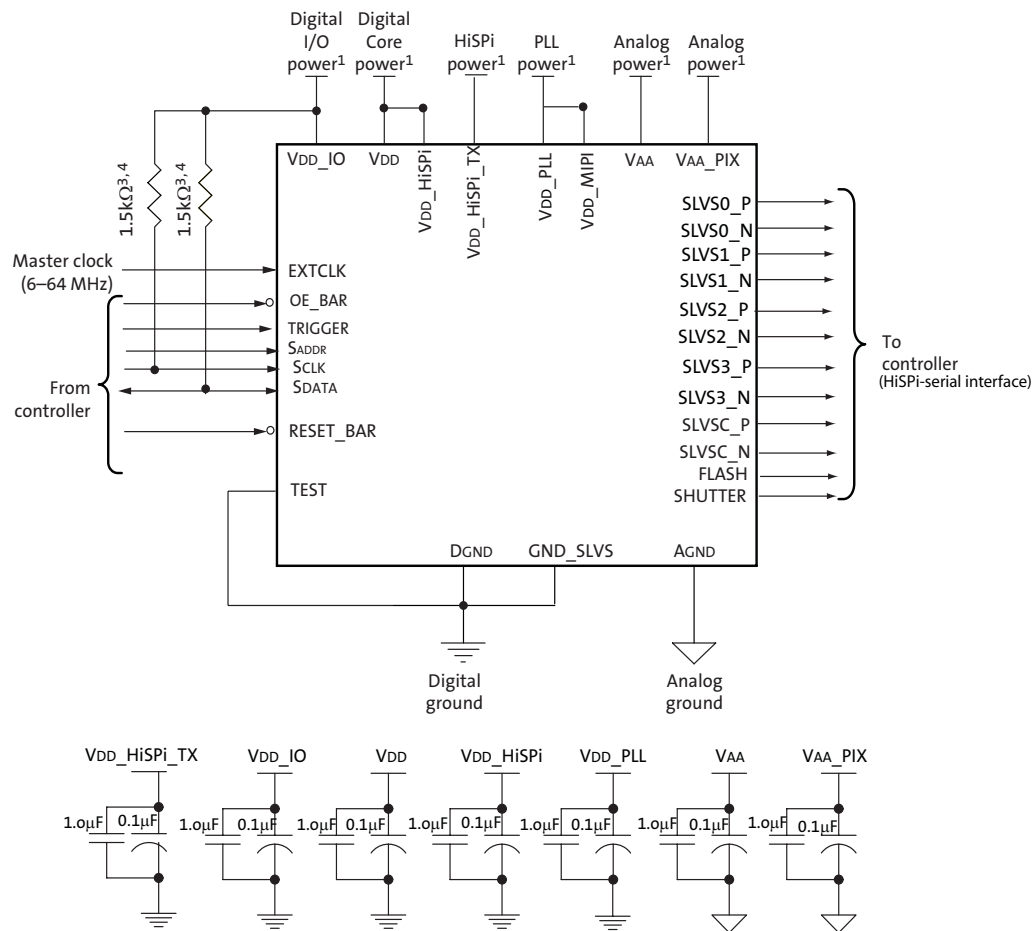 Digital
I/O
power1
Digital
Core
power1
HiSPi
power1
PLL
power1
Analog
power1
Analog
power1
VDD_IO
VDD
VDD_HiSPi
VDD_HiSPi_TX
VDD_PLL
VDD_MIPI
VAA
VAA_PIX
1.5kΩ3, 4
1.5kΩ3, 4
Master clock
(6–64 MHz)
From
controller
EXTCLK
OE_BAR
TRIGGER
SADDR
SCLK
SDATA
RESET_BAR
TEST
SLVS0_P
SLVS0_N
SLVS1_P
SLVS1_N
SLVS2_P
SLVS2_N
SLVS3_P
SLVS3_N
SLVSC_P
SLVSC_N
FLASH
SHUTTER
To
controller
(HiSPi-serial interface)
DGND
GND_SLVS
AGND
Digital
ground
Analog
ground
VDD_HiSPi_TX
VDD_IO
VDD
VDD_HiSPi
VDD_PLL
VAA
VAA_PIX
1.0μF
0.1μF
1.0μF
0.1μF
1.0μF
0.1μF
1.0μF
0.1μF
1.0μF
0.1μF
1.0μF
0.1μF
1.0μF
0.1μF